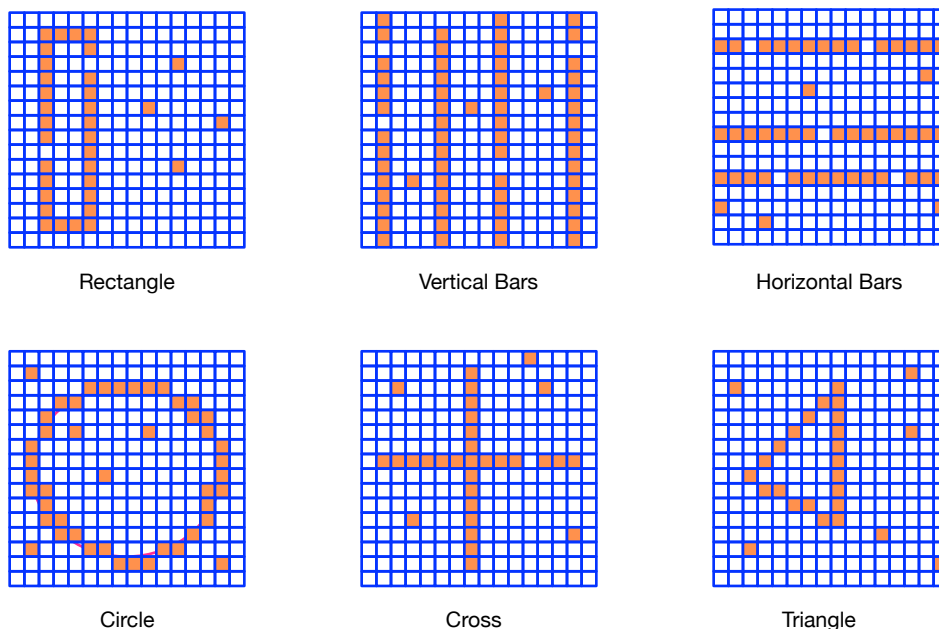 Rectangle
Vertical Bars
Horizontal Bars
Circle
Cross
Triangle